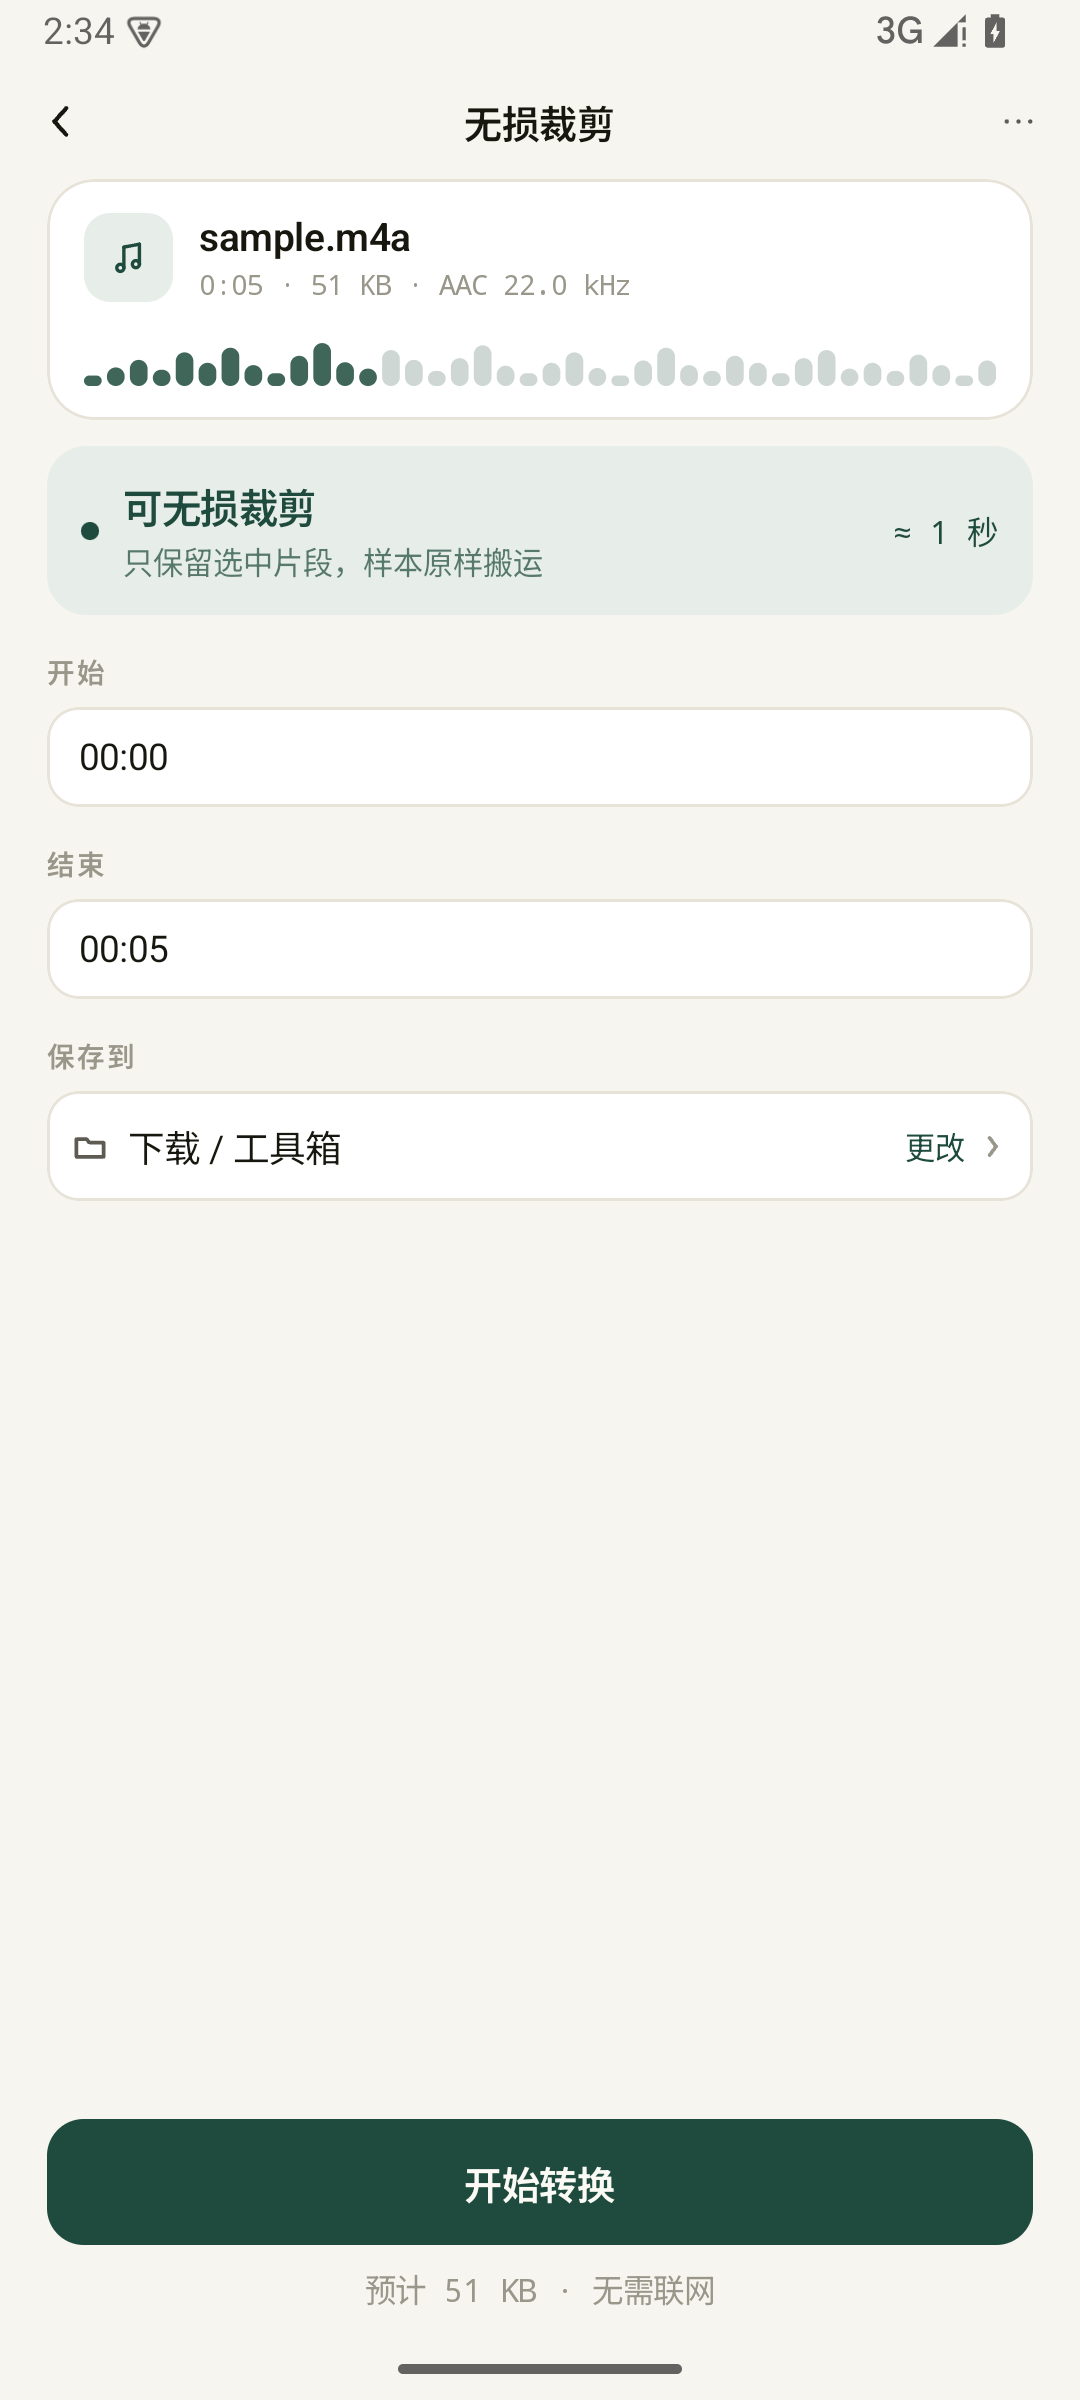 2:34
3G
无损裁剪
sample.m4a
0:05 · 51 KB · AAC 22.0 kHz
可无损裁剪
只保留选中片段，样本原样搬运
≈ 1 秒
开始
00:00
结束
00:05
保存到
下载 / 工具箱
更改
开始转换
预计 51 KB · 无需联网